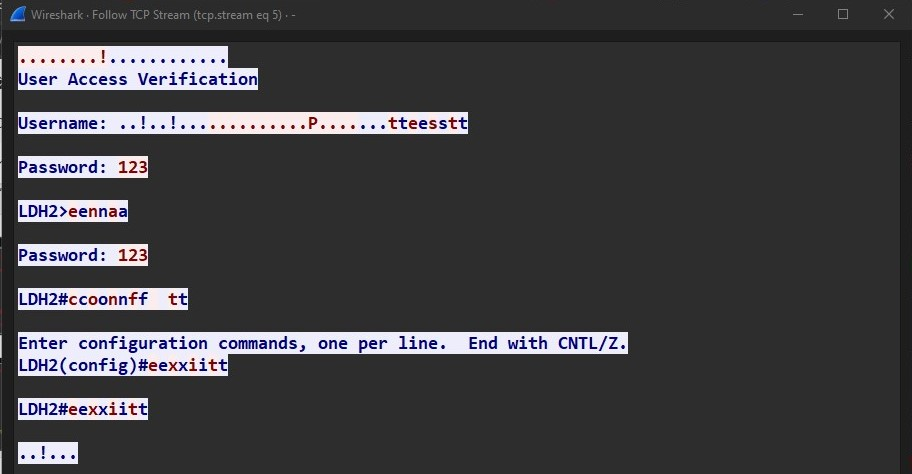 Wireshark · Follow TCP Stream (tcp.stream eq 5) · -
........!............
User Access Verification
Username: ..!..!.............P.......tteesstt
Password: 123
LDH2>eennaa
Password: 123
LDH2#ccoonnff  tt
Enter configuration commands, one per line.  End with CNTL/Z.
LDH2(config)#eexxiitt
LDH2#eexxiitt
..!...